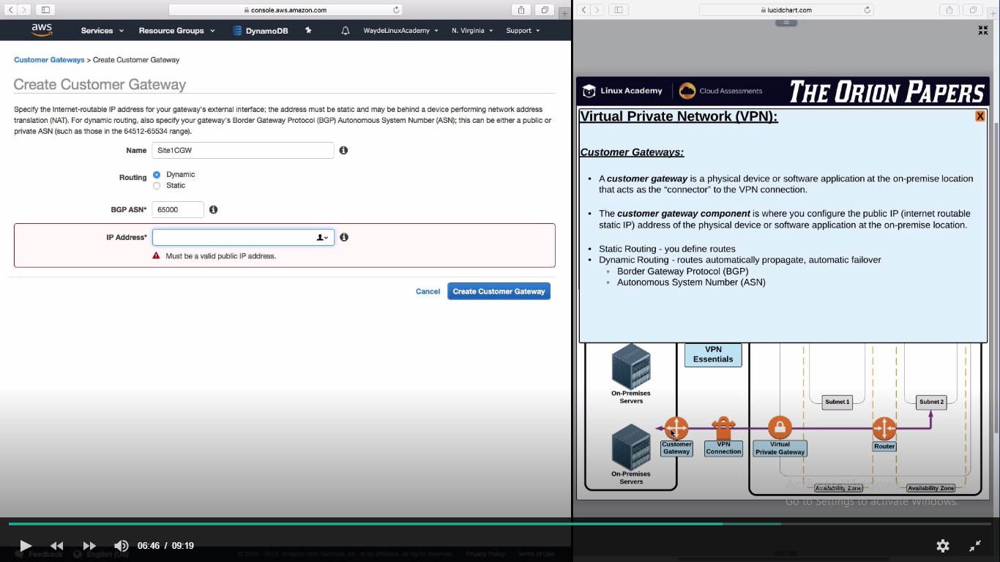 console.aws.amazon.com
lucidchart.com
aws
Services
Resource Groups
DynamoDB
WaydeLinuxAcademy
N. Virginia
Support
Customer Gateways > Create Customer Gateway
Create Customer Gateway
Specify the Internet-routable IP address for your gateway's external interface; the address must be static and may be behind a device performing network address
translation (NAT). For dynamic routing, also specify your gateway's Border Gateway Protocol (BGP) Autonomous System Number (ASN); this can be either a public or
private ASN (such as those in the 64512-65534 range).
Name
Site1CGW
Routing
Dynamic
Static
BGP ASN*
65000
IP Address*
Must be a valid public IP address.
Cancel
Create Customer Gateway
Linux Academy
Cloud Assessments
THE ORION PAPERS
Virtual Private Network (VPN):
X
Customer Gateways:
• A customer gateway is a physical device or software application at the on-premise location
that acts as the “connector” to the VPN connection.
• The customer gateway component is where you configure the public IP (internet routable
static IP) address of the physical device or software application at the on-premise location.
• Static Routing - you define routes
• Dynamic Routing - routes automatically propagate, automatic failover
◦ Border Gateway Protocol (BGP)
◦ Autonomous System Number (ASN)
VPN
Essentials
On-Premises
Servers
Subnet 1
Subnet 2
Customer
Gateway
VPN
Connection
Virtual
Private Gateway
Router
On-Premises
Servers
Availability Zone
Availability Zone
Activate Windows
Go to Settings to activate Windows.
06:46 / 09:19
Feedback
English (US)
© 2008 - 2018, Amazon Web Services, Inc. or its affiliates. All rights reserved.
Privacy Policy
Terms of Use